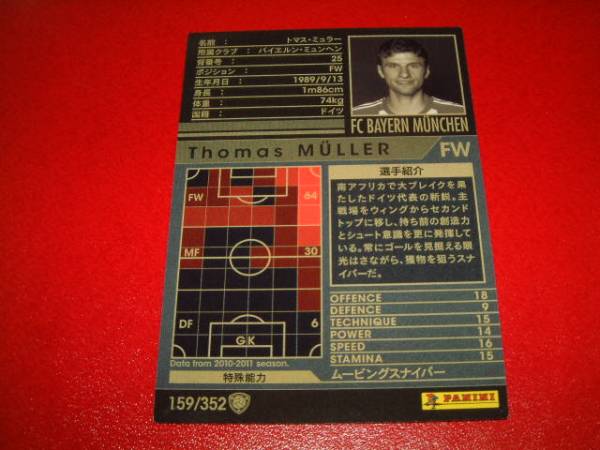 名前： トマス・ミュラー
所属クラブ： バイエルン・ミュンヘン
背番号： 25
ポジション： FW
生年月日： 1989/9/13
身長： 1m86cm
体重： 74kg
国籍： ドイツ
FC BAYERN MÜNCHEN
Thomas MÜLLER FW
FW 64
MF 30
DF 6
GK
Data from 2010-2011 season.
選手紹介
南アフリカで大ブレイクを果
たしたドイツ代表の新鋭。主
戦場をウィングからセカンド
トップに移し、持ち前の創造力
とシュート意識を更に発揮して
いる。常にゴールを見据える眼
光はさながら、獲物を狙うスナ
イパーだ。
OFFENCE 18
DEFENCE 9
TECHNIQUE 15
POWER 14
SPEED 16
STAMINA 15
特殊能力 ムービングスナイパー
159/352
PANINI